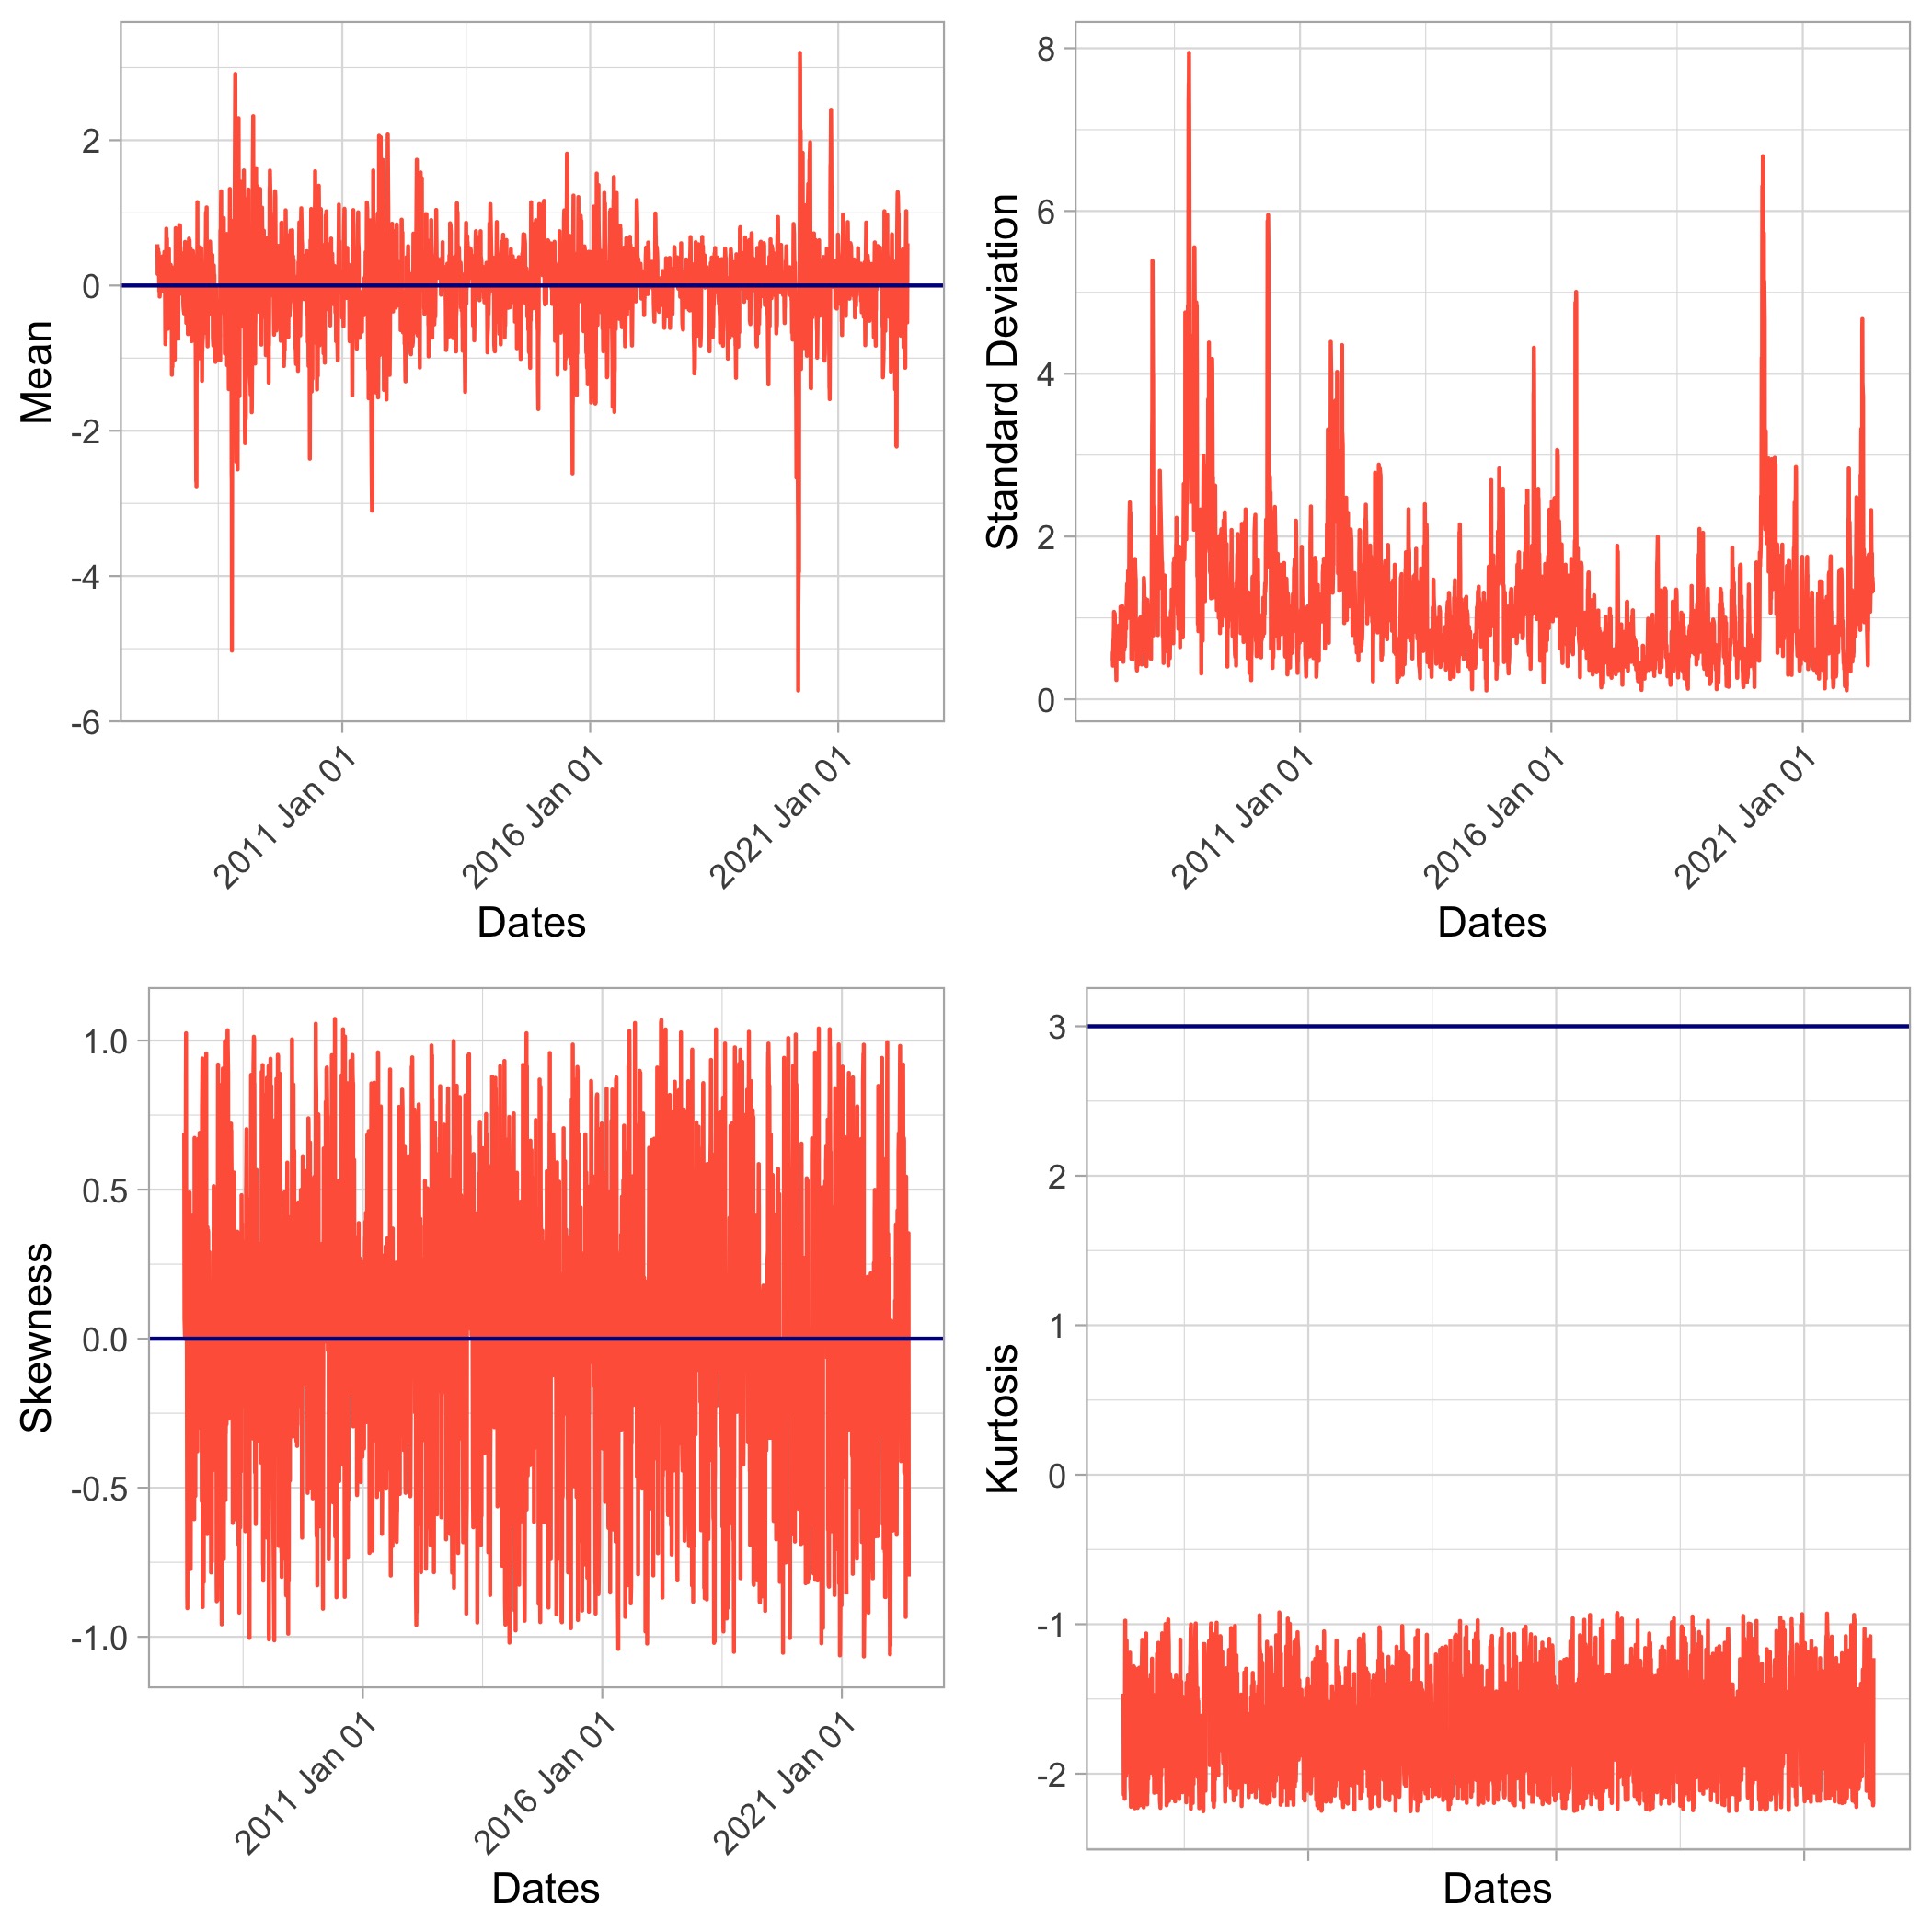 Mean
2
0
-2
-4
-6
2011 Jan 01
2016 Jan 01
2021 Jan 01
Dates
Standard Deviation
8
6
4
2
0
2011 Jan 01
2016 Jan 01
2021 Jan 01
Dates
Skewness
1.0
0.5
0.0
-0.5
-1.0
2011 Jan 01
2016 Jan 01
2021 Jan 01
Dates
Kurtosis
3
2
1
0
-1
-2
Dates